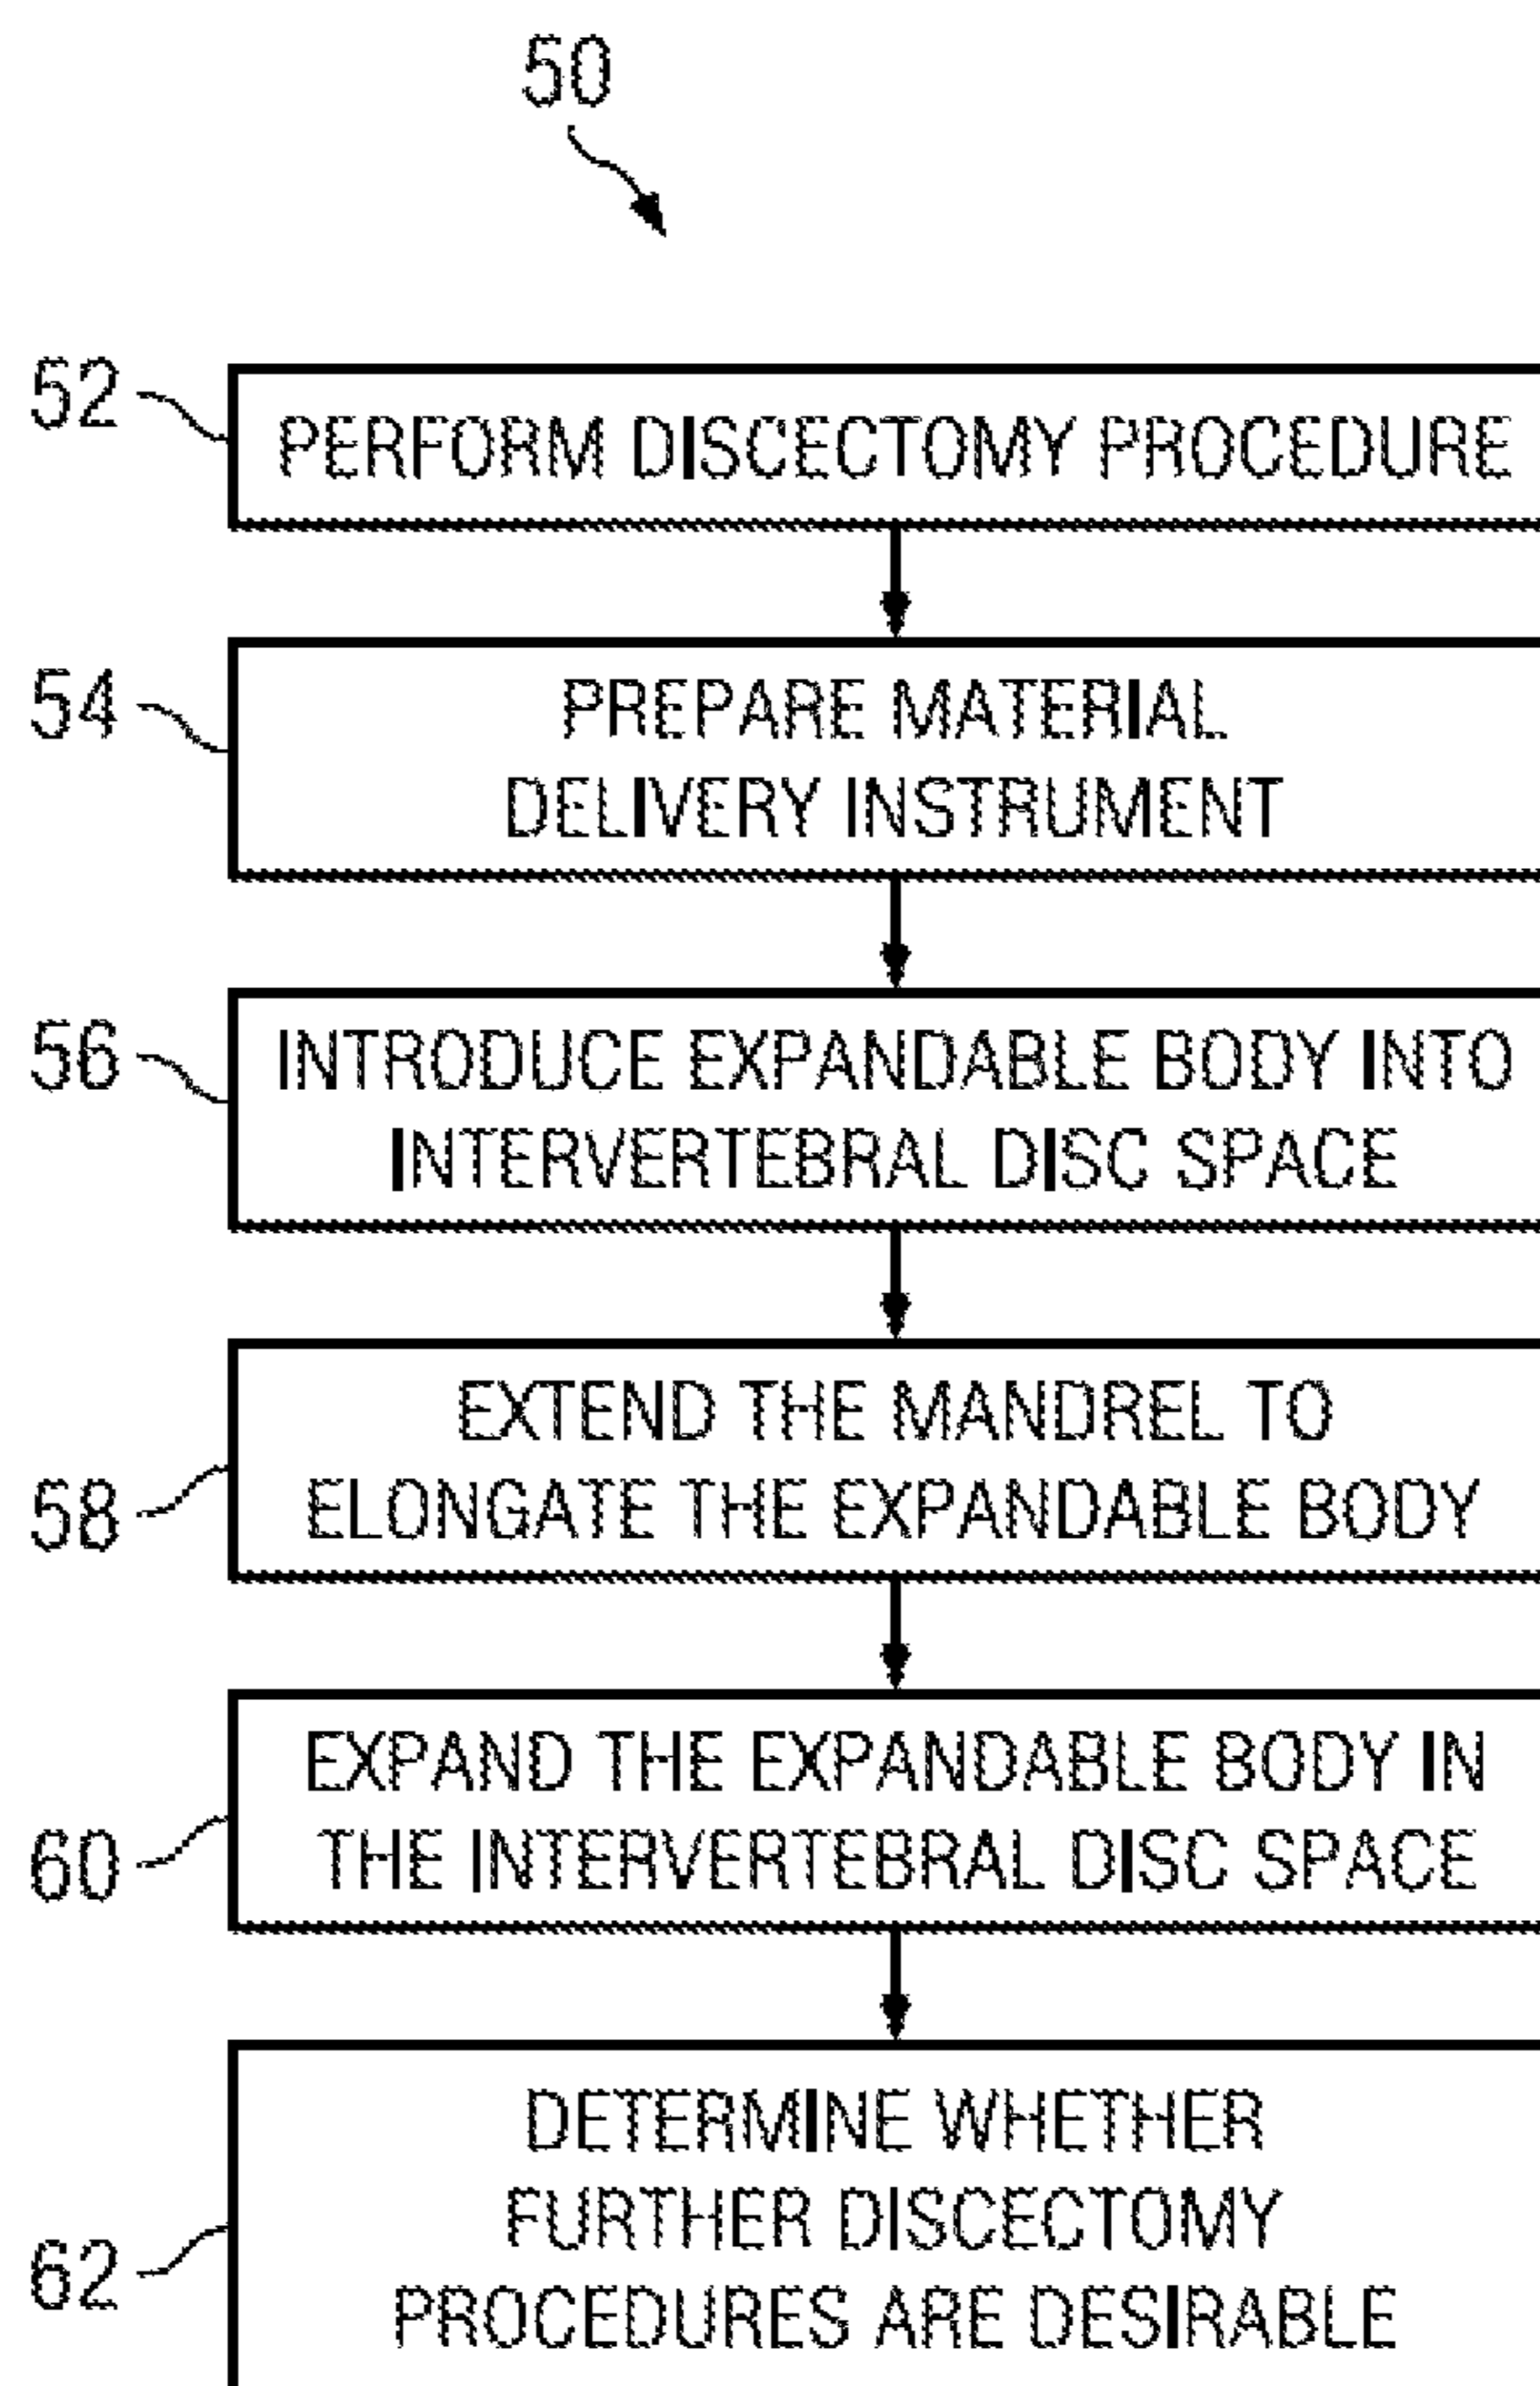 50
52
PERFORM DISCECTOMY PROCEDURE
54
PREPARE MATERIAL
DELIVERY INSTRUMENT
56
INTRODUCE EXPANDABLE BODY INTO
INTERVERTEBRAL DISC SPACE
58
EXTEND THE MANDREL TO
ELONGATE THE EXPANDABLE BODY
60
EXPAND THE EXPANDABLE BODY IN
THE INTERVERTEBRAL DISC SPACE
62
DETERMINE WHETHER
FURTHER DISCECTOMY
PROCEDURES ARE DESIRABLE